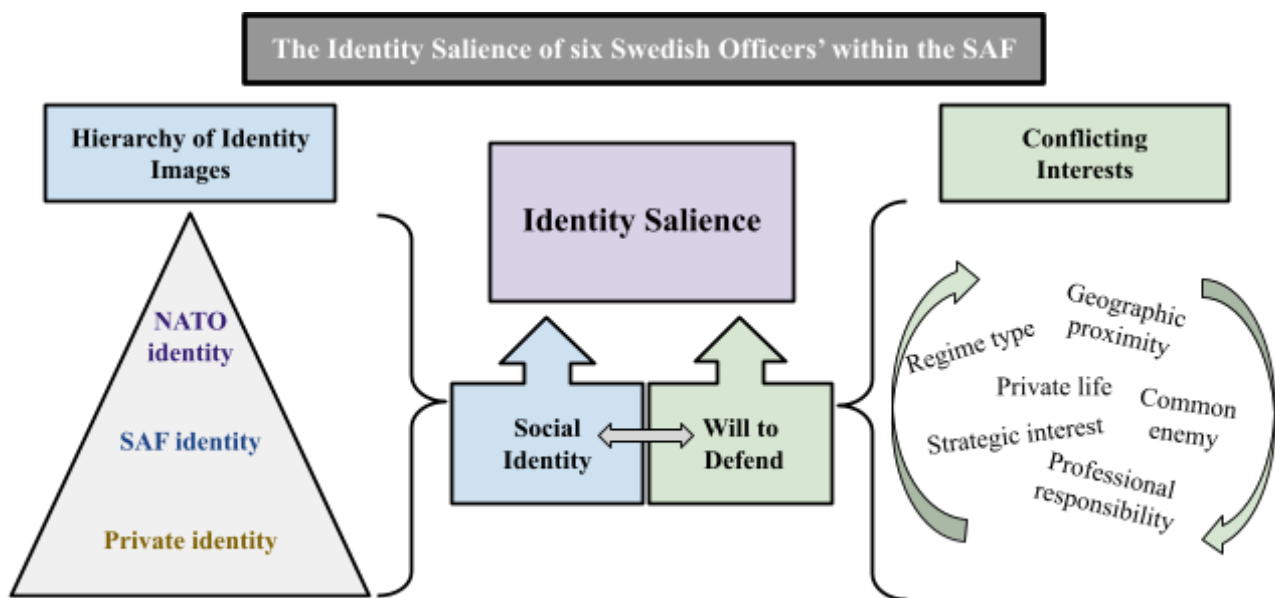 The Identity Salience of six Swedish Officers’ within the SAF
Hierarchy of Identity
Images
NATO
identity
SAF identity
Private identity
Identity Salience
Social
Identity
Will to
Defend
Conflicting
Interests
Geographic
proximity
Regime type
Private life
Common
enemy
Strategic interest
Professional
responsibility